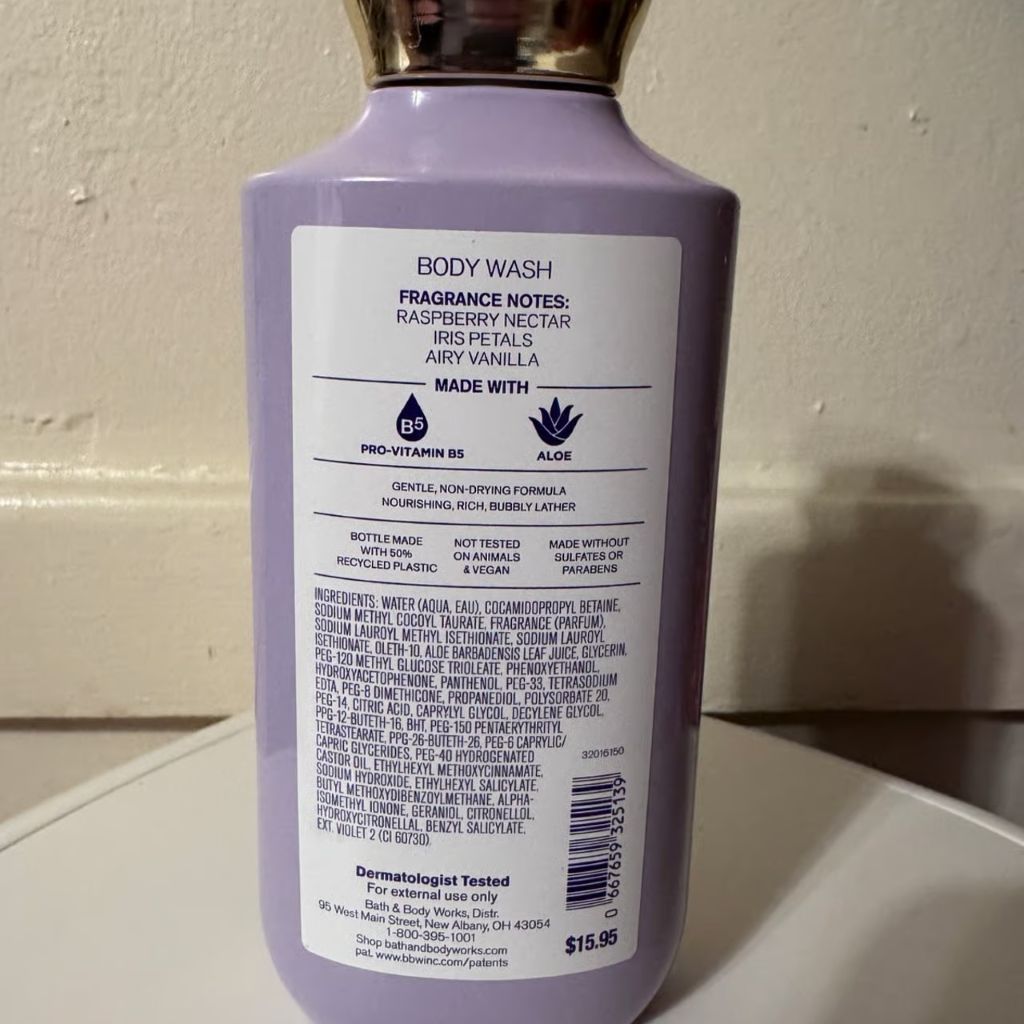 BODY WASH
FRAGRANCE NOTES:
RASPBERRY NECTAR
IRIS PETALS
AIRY VANILLA
MADE WITH
B5
PRO-VITAMIN B5
ALOE
GENTLE, NON-DRYING FORMULA
NOURISHING, RICH, BUBBLY LATHER
BOTTLE MADE
WITH 50%
RECYCLED PLASTIC
NOT TESTED
ON ANIMALS
& VEGAN
MADE WITHOUT
SULFATES OR
PARABENS
INGREDIENTS: WATER (AQUA, EAU), COCAMIDOPROPYL BETAINE,
SODIUM METHYL COCOYL TAURATE, FRAGRANCE (PARFUM),
SODIUM LAUROYL METHYL ISETHIONATE, SODIUM LAUROYL
ISETHIONATE, OLETH-10, ALOE BARBADENSIS LEAF JUICE, GLYCERIN,
PEG-120 METHYL GLUCOSE TRIOLEATE, PHENOXYETHANOL,
HYDROXYACETOPHENONE, PANTHENOL, PEG-33, TETRASODIUM
EDTA, PEG-8 DIMETHICONE, PROPANEDIOL, POLYSORBATE 20,
PEG-14, CITRIC ACID, CAPRYLYL GLYCOL, DECYLENE GLYCOL,
PPG-12-BUTETH-16, BHT, PEG-150 PENTAERYTHRITYL
TETRASTEARATE, PPG-26-BUTETH-26, PEG-6 CAPRYLIC/
CAPRIC GLYCERIDES, PEG-40 HYDROGENATED
CASTOR OIL, ETHYLHEXYL METHOXYCINNAMATE,
SODIUM HYDROXIDE, ETHYLHEXYL SALICYLATE,
BUTYL METHOXYDIBENZOYLMETHANE, ALPHA-
ISOMETHYL IONONE, GERANIOL, CITRONELLOL,
HYDROXYCITRONELLAL, BENZYL SALICYLATE,
EXT. VIOLET 2 (CI 60730).
32016150
0 667659 325139
Dermatologist Tested
For external use only
Bath & Body Works, Distr.
95 West Main Street, New Albany, OH 43054
1-800-395-1001
Shop bathandbodyworks.com
pat. www.bbwinc.com/patents
$15.95